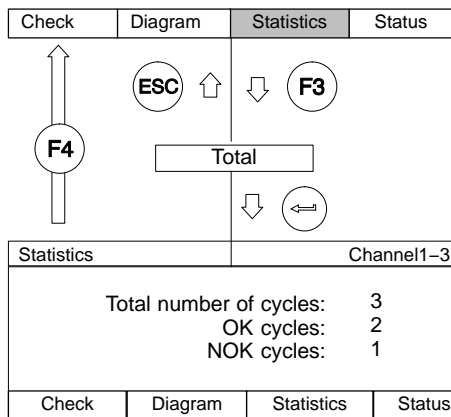 Check Diagram Statistics Status
ESC F3
F4
Total
Statistics Channel1–3
Total number of cycles: 3
OK cycles: 2
NOK cycles: 1
Check Diagram Statistics Status